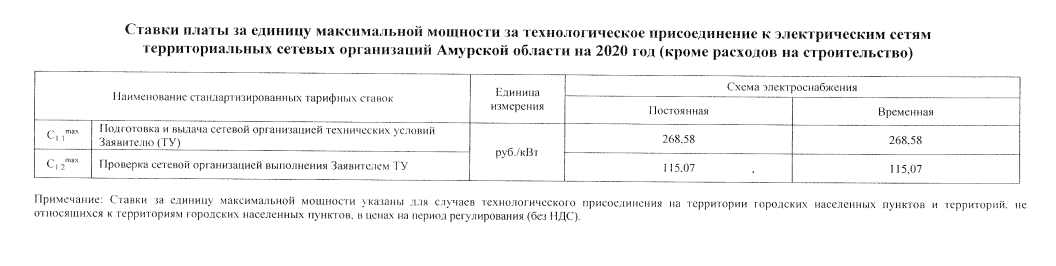 Ставки платы за единицу максимальной мощности за технологическое присоединение к электрическим сетям
территориальных сетевых организаций Амурской области на 2020 год (кроме расходов на строительство)
Наименование стандартизированных тарифных ставок
Единица
измерения
Схема электроснабжения
Постоянная
Временная
C1 1 max
Подготовка и выдача сетевой организацией технических условий
Заявителю (ТУ)
руб./кВт
268,58
268,58
C1 2 max
Проверка сетевой организацией выполнения Заявителем ТУ
115,07
115,07
Примечание: Ставки за единицу максимальной мощности указаны для случаев технологического присоединения на территории городских населенных пунктов и территорий, не
относящихся к территориям городских населенных пунктов, в ценах на период регулирования (без НДС).